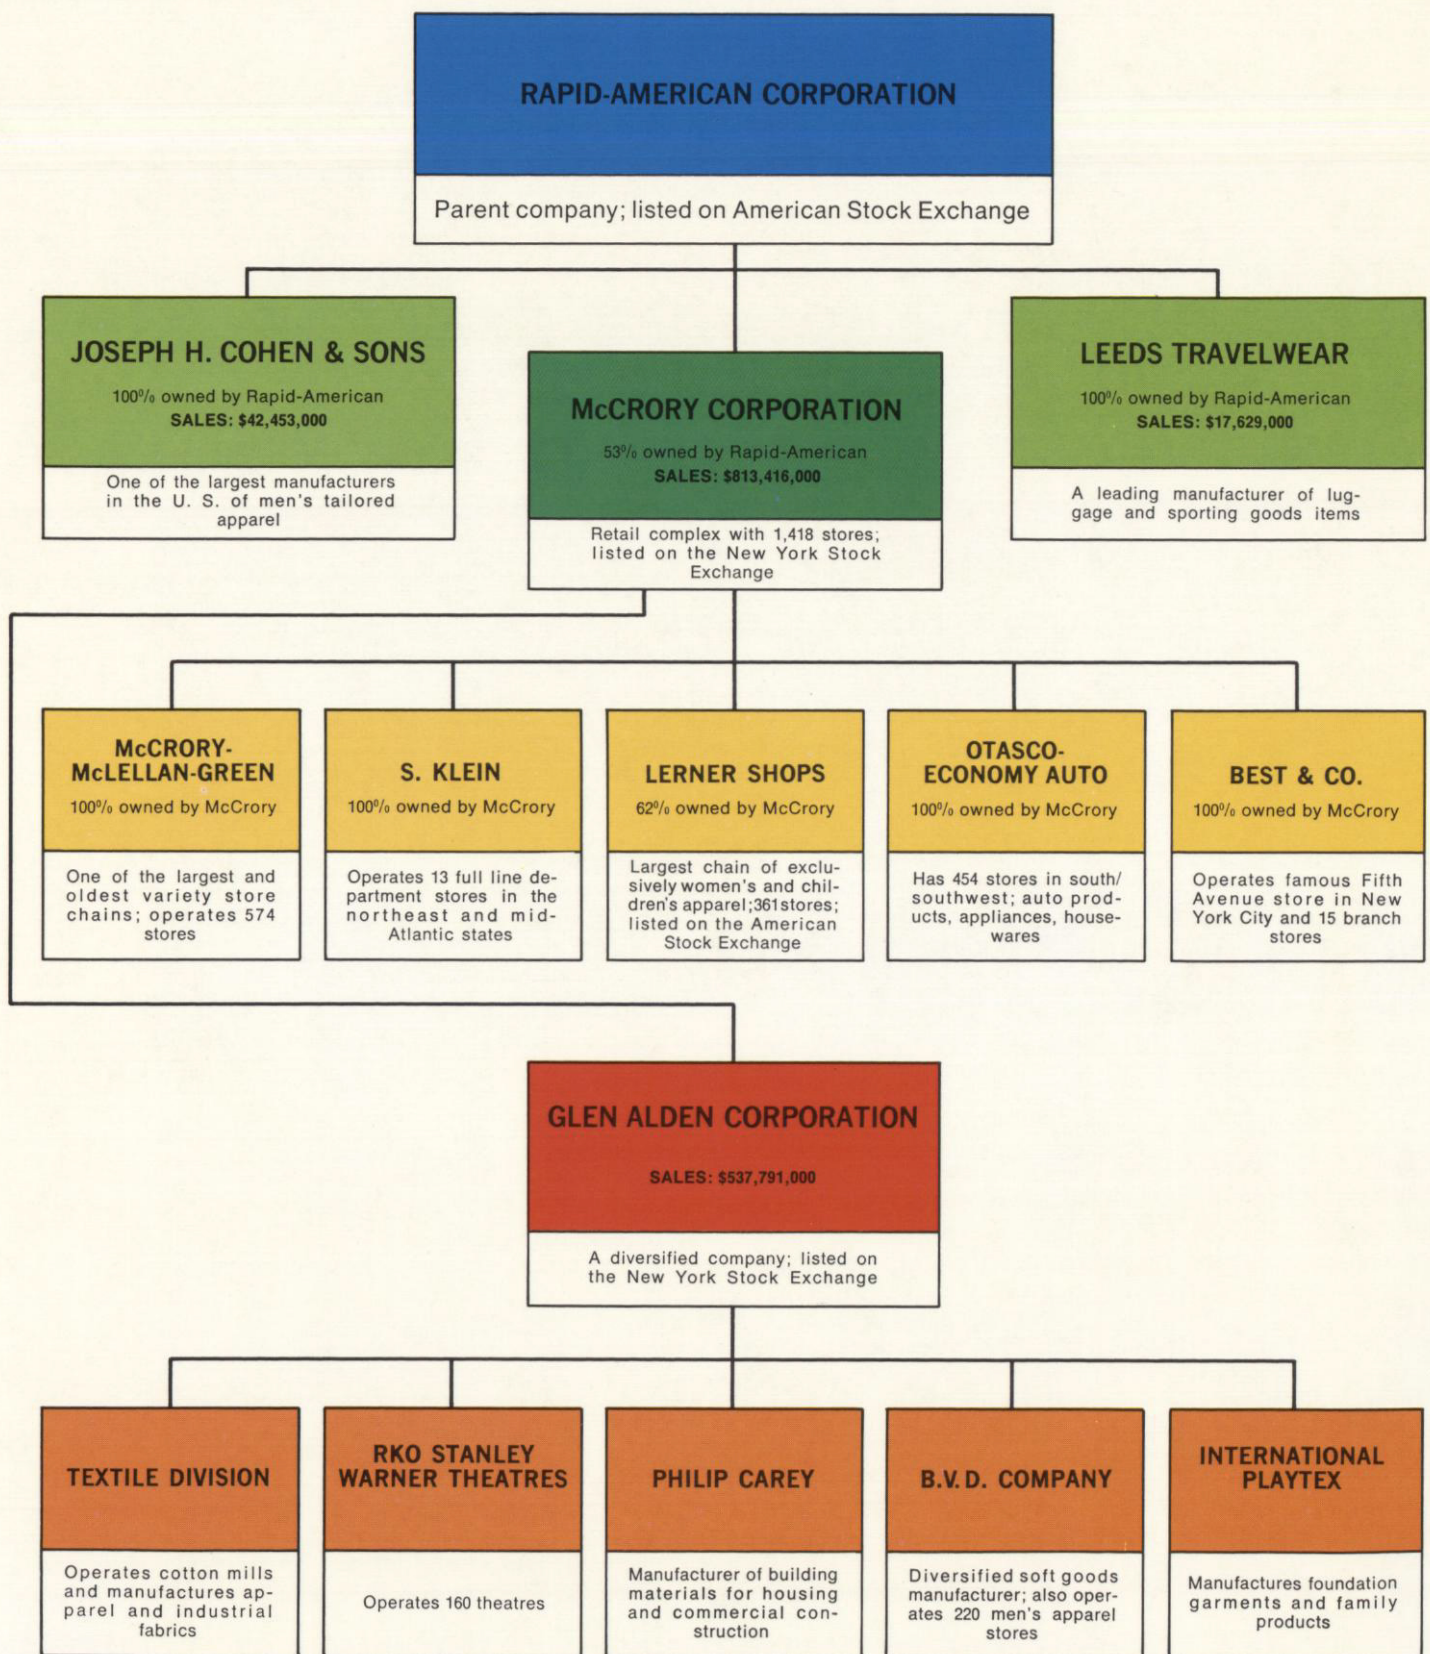 RAPID-AMERICAN CORPORATION
Parent company; listed on American Stock Exchange
JOSEPH H. COHEN & SONS
100% owned by Rapid-American
SALES: $42,453,000
One of the largest manufacturers
in the U. S. of men's tailored
apparel
McCRORY CORPORATION
53% owned by Rapid-American
SALES: $813,416,000
Retail complex with 1,418 stores;
listed on the New York Stock
Exchange
LEEDS TRAVELWEAR
100% owned by Rapid-American
SALES: $17,629,000
A leading manufacturer of lug-
gage and sporting goods items
McCRORY-
McLELLAN-GREEN
100% owned by McCrory
One of the largest and
oldest variety store
chains; operates 574
stores
S. KLEIN
100% owned by McCrory
Operates 13 full line de-
partment stores in the
northeast and mid-
Atlantic states
LERNER SHOPS
62% owned by McCrory
Largest chain of exclu-
sively women's and chil-
dren's apparel; 361 stores;
listed on the American
Stock Exchange
OTASCO-
ECONOMY AUTO
100% owned by McCrory
Has 454 stores in south/
southwest; auto prod-
ucts, appliances, house-
wares
BEST & CO.
100% owned by McCrory
Operates famous Fifth
Avenue store in New
York City and 15 branch
stores
GLEN ALDEN CORPORATION
SALES: $537,791,000
A diversified company; listed on
the New York Stock Exchange
TEXTILE DIVISION
Operates cotton mills
and manufactures ap-
parel and industrial
fabrics
RKO STANLEY
WARNER THEATRES
Operates 160 theatres
PHILIP CAREY
Manufacturer of building
materials for housing
and commercial con-
struction
B.V.D. COMPANY
Diversified soft goods
manufacturer; also oper-
ates 220 men's apparel
stores
INTERNATIONAL
PLAYTEX
Manufactures foundation
garments and family
products